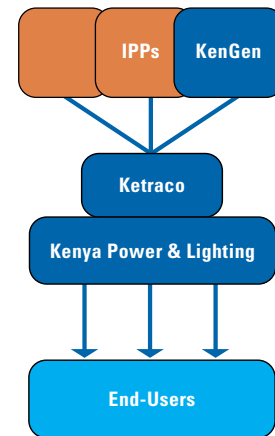 IPPs
KenGen
Ketraco
Kenya Power & Lighting
End-Users